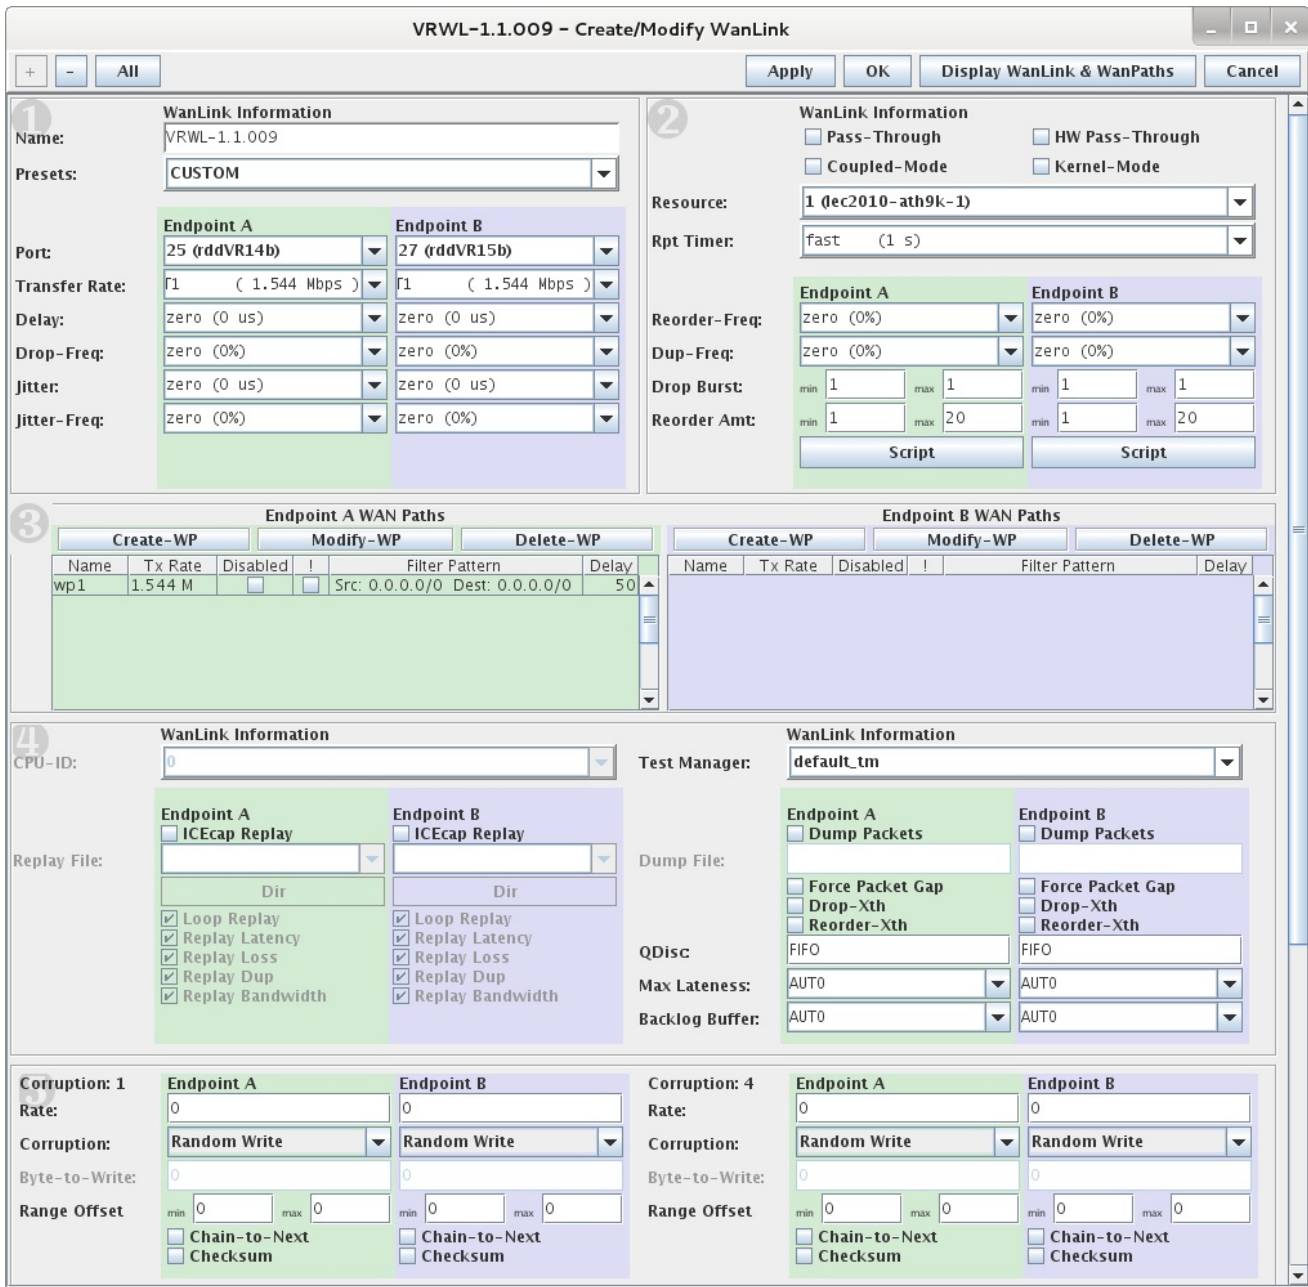 VRWL-1.1.009 - Create/Modify WanLink
+ - All Apply OK Display WanLink & WanPaths Cancel
1
WanLink Information
Name: VRWL-1.1.009
Presets: CUSTOM
Endpoint A Endpoint B
Port: 25 (rddVR14b) 27 (rddVR15b)
Transfer Rate: T1 ( 1.544 Mbps ) T1 ( 1.544 Mbps )
Delay: zero (0 us) zero (0 us)
Drop-Freq: zero (0%) zero (0%)
Jitter: zero (0 us) zero (0 us)
Jitter-Freq: zero (0%) zero (0%)
2
WanLink Information
Pass-Through HW Pass-Through
Coupled-Mode Kernel-Mode
Resource: 1 (lec2010-ath9k-1)
Rpt Timer: fast (1 s)
Endpoint A Endpoint B
Reorder-Freq: zero (0%) zero (0%)
Dup-Freq: zero (0%) zero (0%)
Drop Burst: min 1 max 1 min 1 max 1
Reorder Amt: min 1 max 20 min 1 max 20
Script Script
3
Endpoint A WAN Paths
Create-WP Modify-WP Delete-WP
Name Tx Rate Disabled ! Filter Pattern Delay
wp1 1.544 M Src: 0.0.0.0/0 Dest: 0.0.0.0/0 50
Endpoint B WAN Paths
Create-WP Modify-WP Delete-WP
Name Tx Rate Disabled ! Filter Pattern Delay
4
WanLink Information
CPU-ID: 0
Endpoint A Endpoint B
ICEcap Replay ICEcap Replay
Replay File:
Dir Dir
Loop Replay Loop Replay
Replay Latency Replay Latency
Replay Loss Replay Loss
Replay Dup Replay Dup
Replay Bandwidth Replay Bandwidth
WanLink Information
Test Manager: default_tm
Endpoint A Endpoint B
Dump Packets Dump Packets
Dump File:
Force Packet Gap Force Packet Gap
Drop-Xth Drop-Xth
Reorder-Xth Reorder-Xth
QDisc: FIFO FIFO
Max Lateness: AUTO AUTO
Backlog Buffer: AUTO AUTO
5
Corruption: 1 Endpoint A Endpoint B
Rate: 0 0
Corruption: Random Write Random Write
Byte-to-Write: 0 0
Range Offset min 0 max 0 min 0 max 0
Chain-to-Next Chain-to-Next
Checksum Checksum
Corruption: 4 Endpoint A Endpoint B
Rate: 0 0
Corruption: Random Write Random Write
Byte-to-Write: 0 0
Range Offset min 0 max 0 min 0 max 0
Chain-to-Next Chain-to-Next
Checksum Checksum